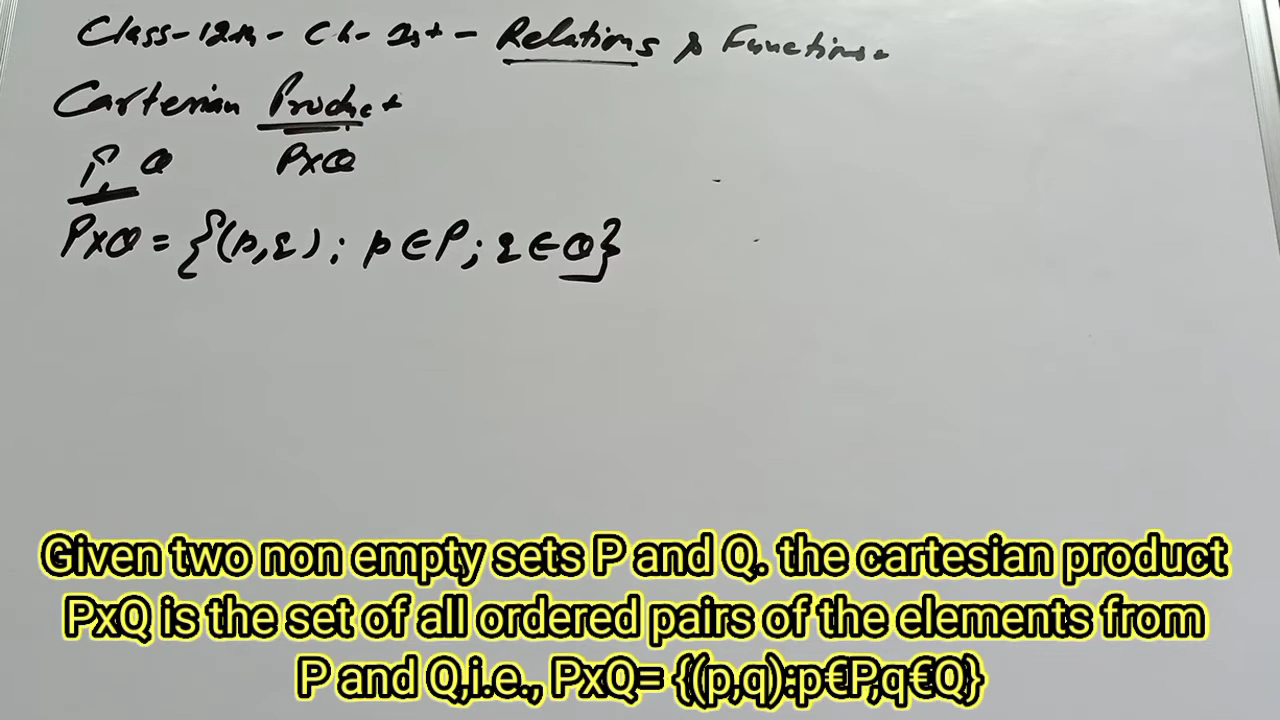 Class-12th - Ch- 1st - Relations & Functions.
Cartesian Product
P, Q PxQ
PxQ = {(p,q); p∈P; q∈Q}
Given two non empty sets P and Q. the cartesian product
PxQ is the set of all ordered pairs of the elements from
P and Q,i.e., PxQ= {(p,q):p€P,q€Q}